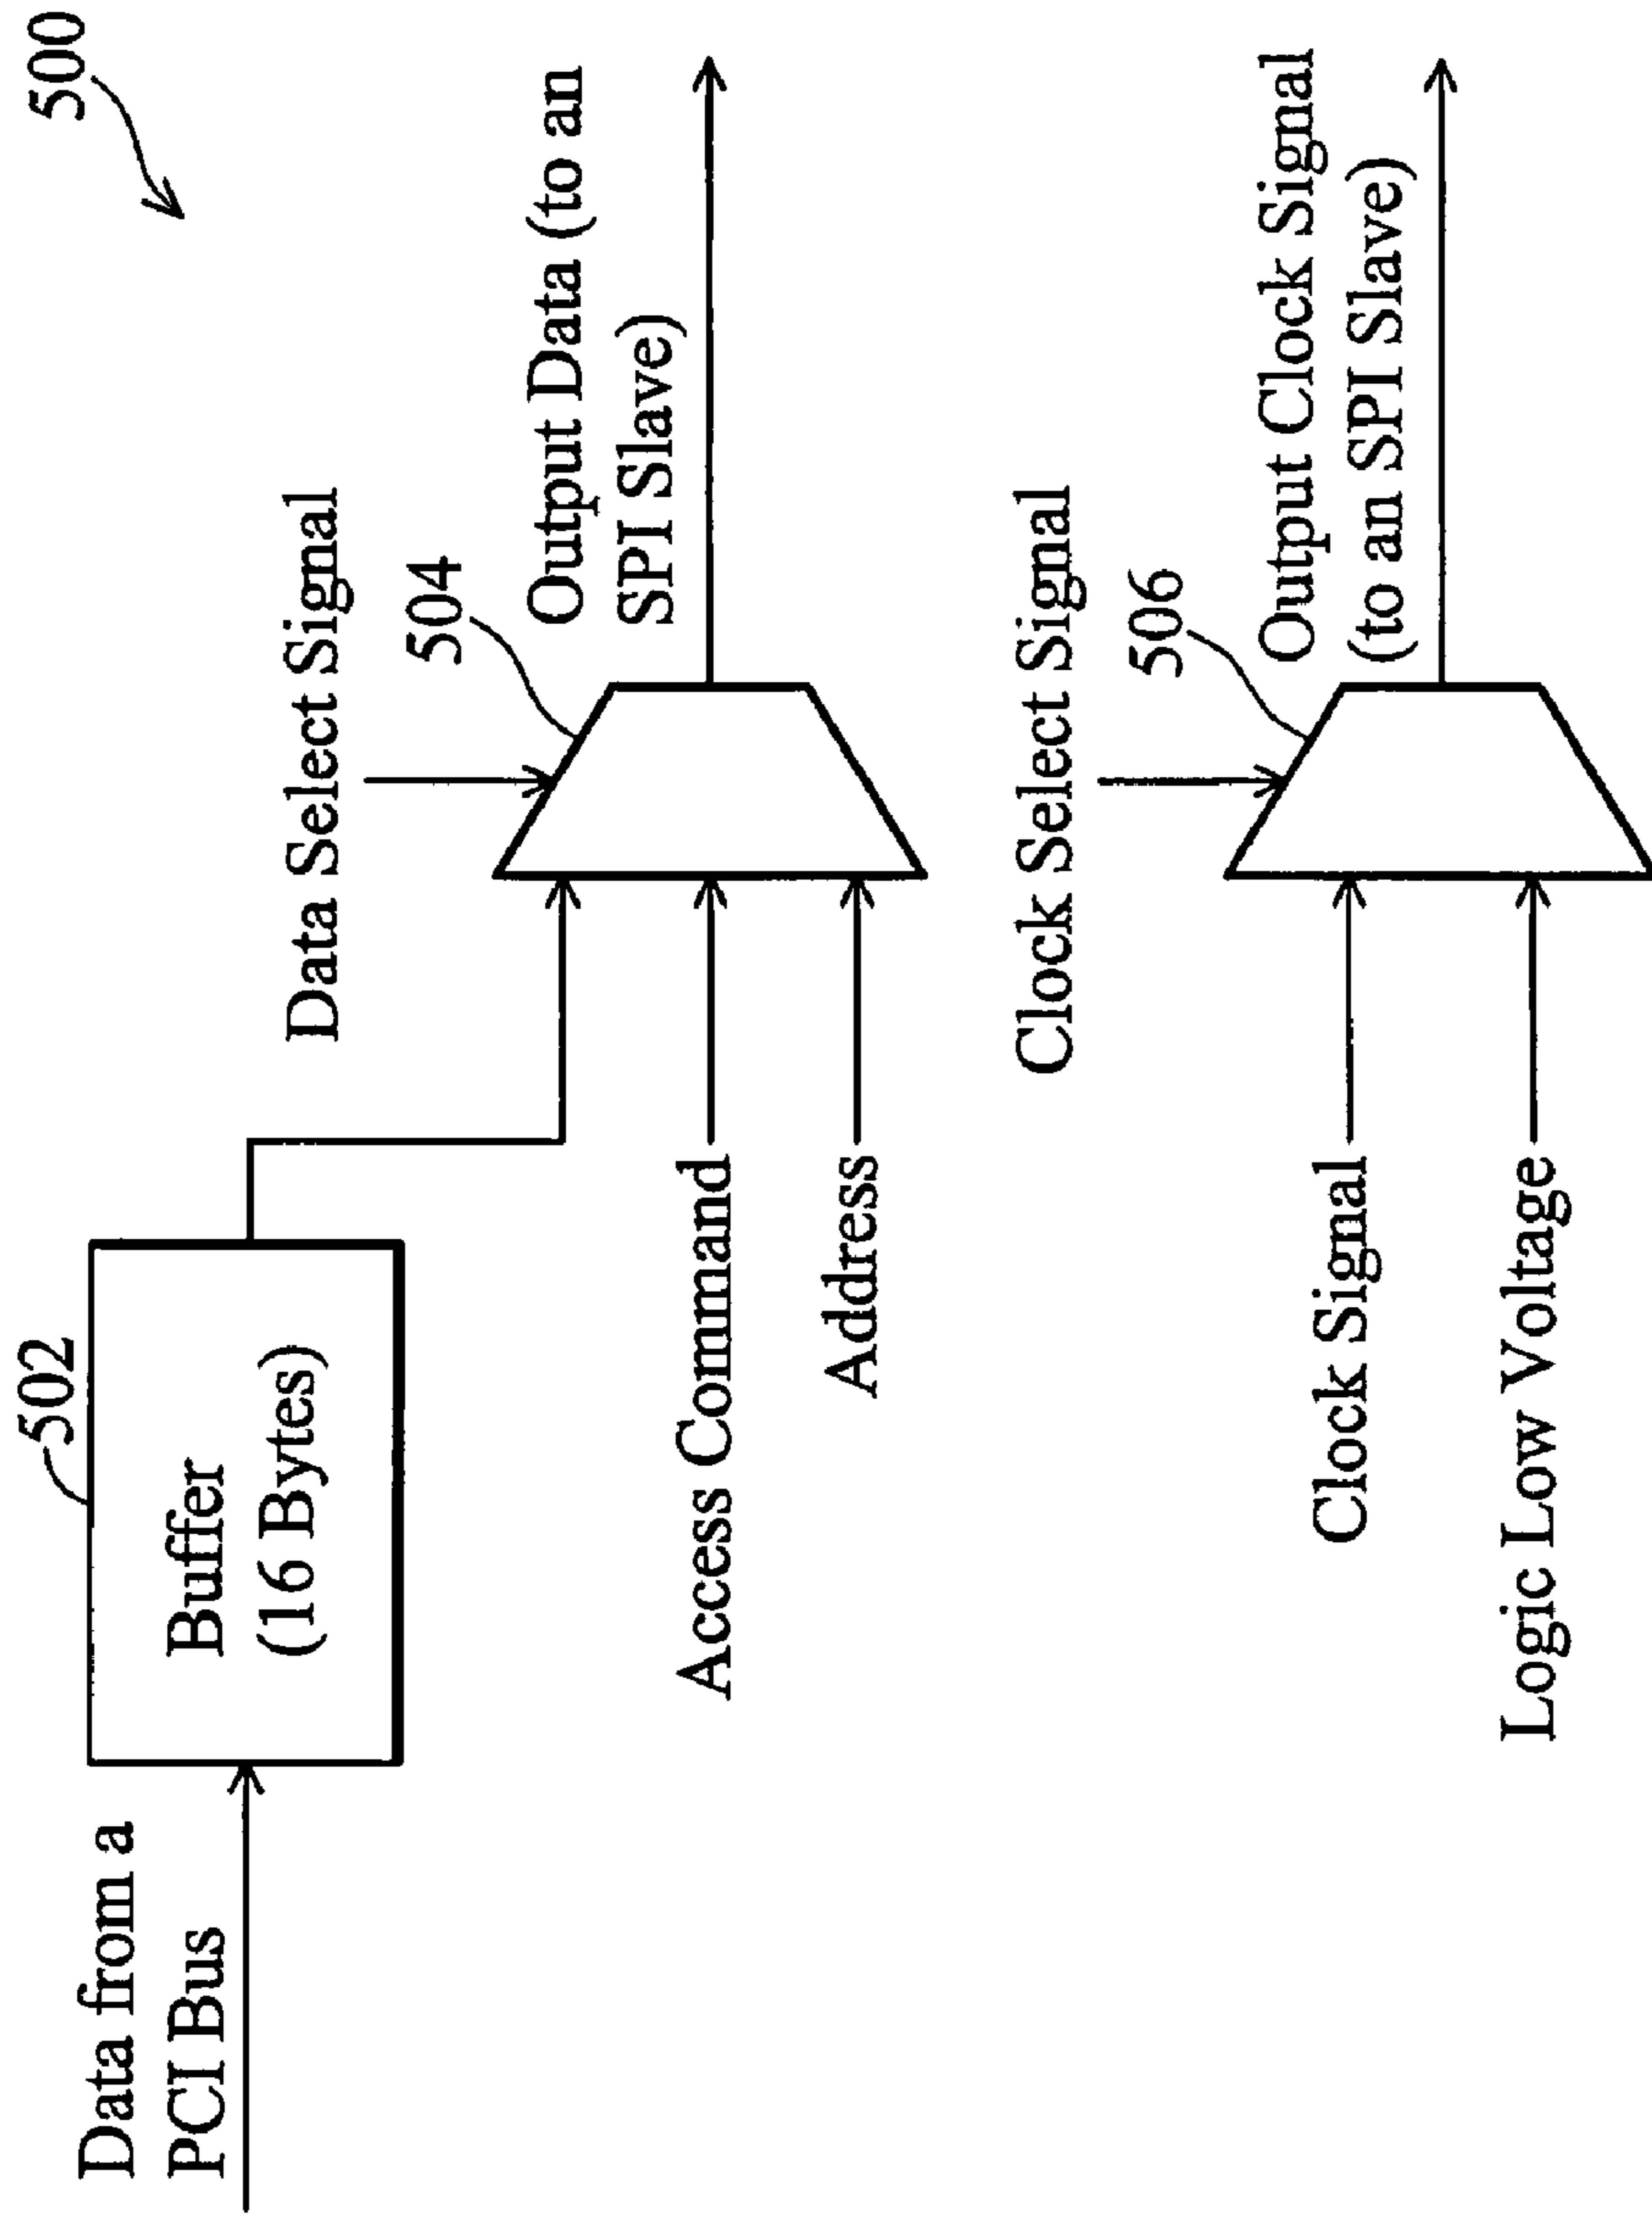 500
Data from a
PCI Bus
502
Buffer
(16 Bytes)
Data Select Signal
504
Output Data (to an
SPI Slave)
Access Command
Address
Clock Select Signal
506
Output Clock Signal
(to an SPI Slave)
Clock Signal
Logic Low Voltage